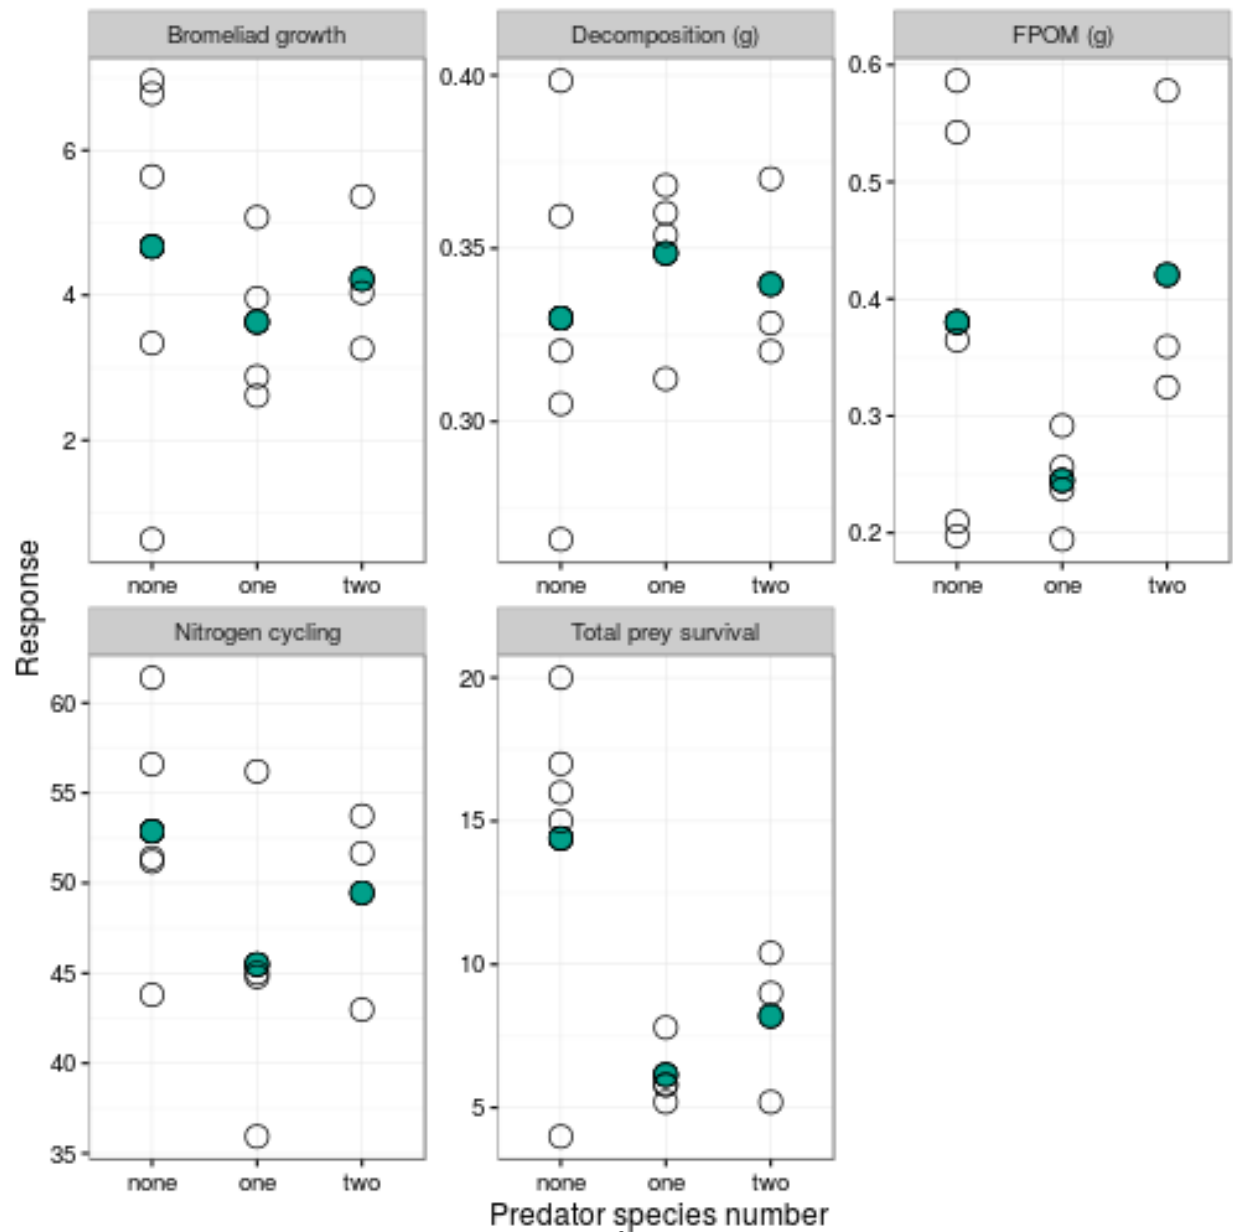 Bromeliad growth
Decomposition (g)
FPOM (g)
6
4
2
0.40
0.35
0.30
0.6
0.5
0.4
0.3
0.2
none one two
none one two
none one two
Response
Nitrogen cycling
Total prey survival
60
55
50
45
40
35
20
15
10
5
none one two
none one two
Predator species number